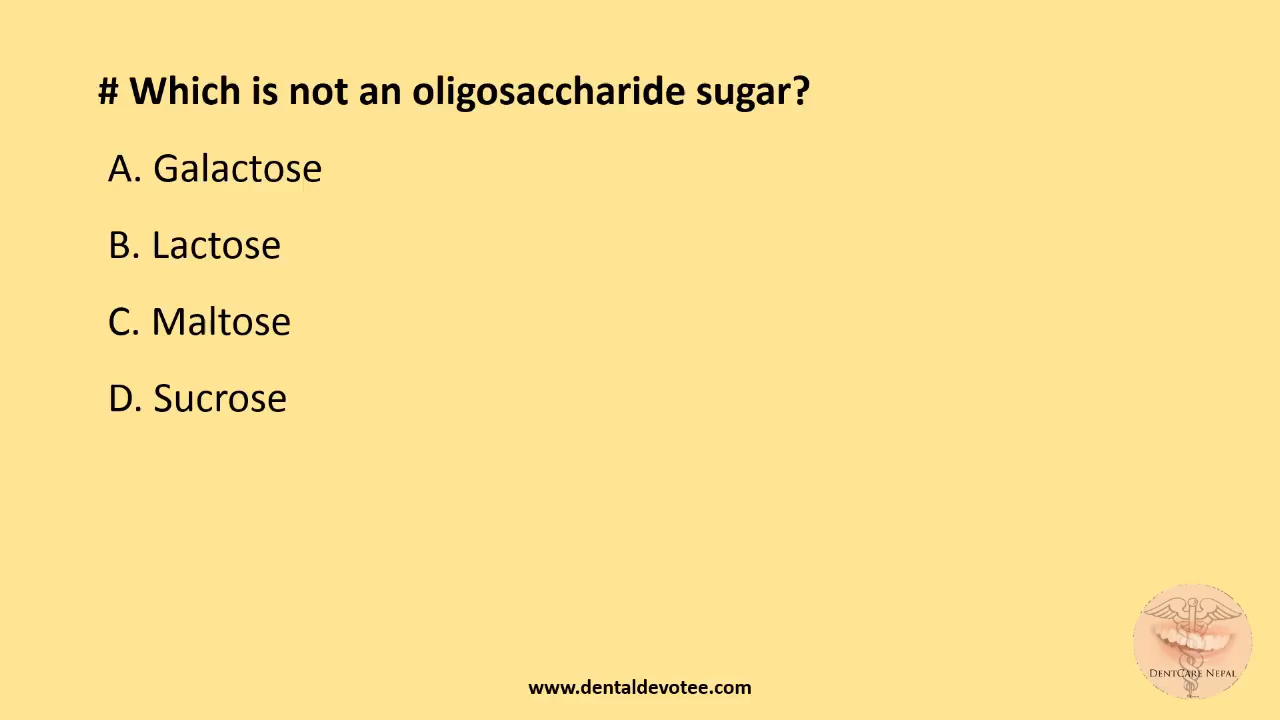 # Which is not an oligosaccharide sugar?
A. Galactose
B. Lactose
C. Maltose
D. Sucrose
DentCare Nepal
www.dentaldevotee.com